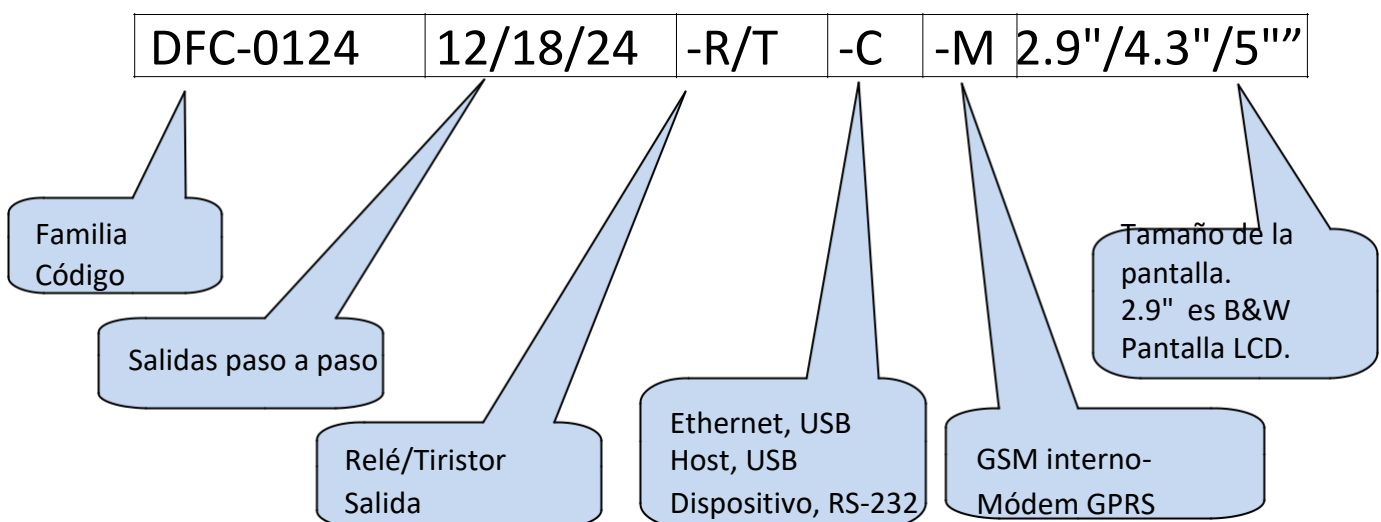 DFC-0124 12/18/24 -R/T -C -M 2.9"/4.3"/5"”
Familia
Código
Salidas paso a paso
Relé/Tiristor
Salida
Ethernet, USB
Host, USB
Dispositivo, RS-232
GSM interno-
Módem GPRS
Tamaño de la
pantalla.
2.9" es B&W
Pantalla LCD.